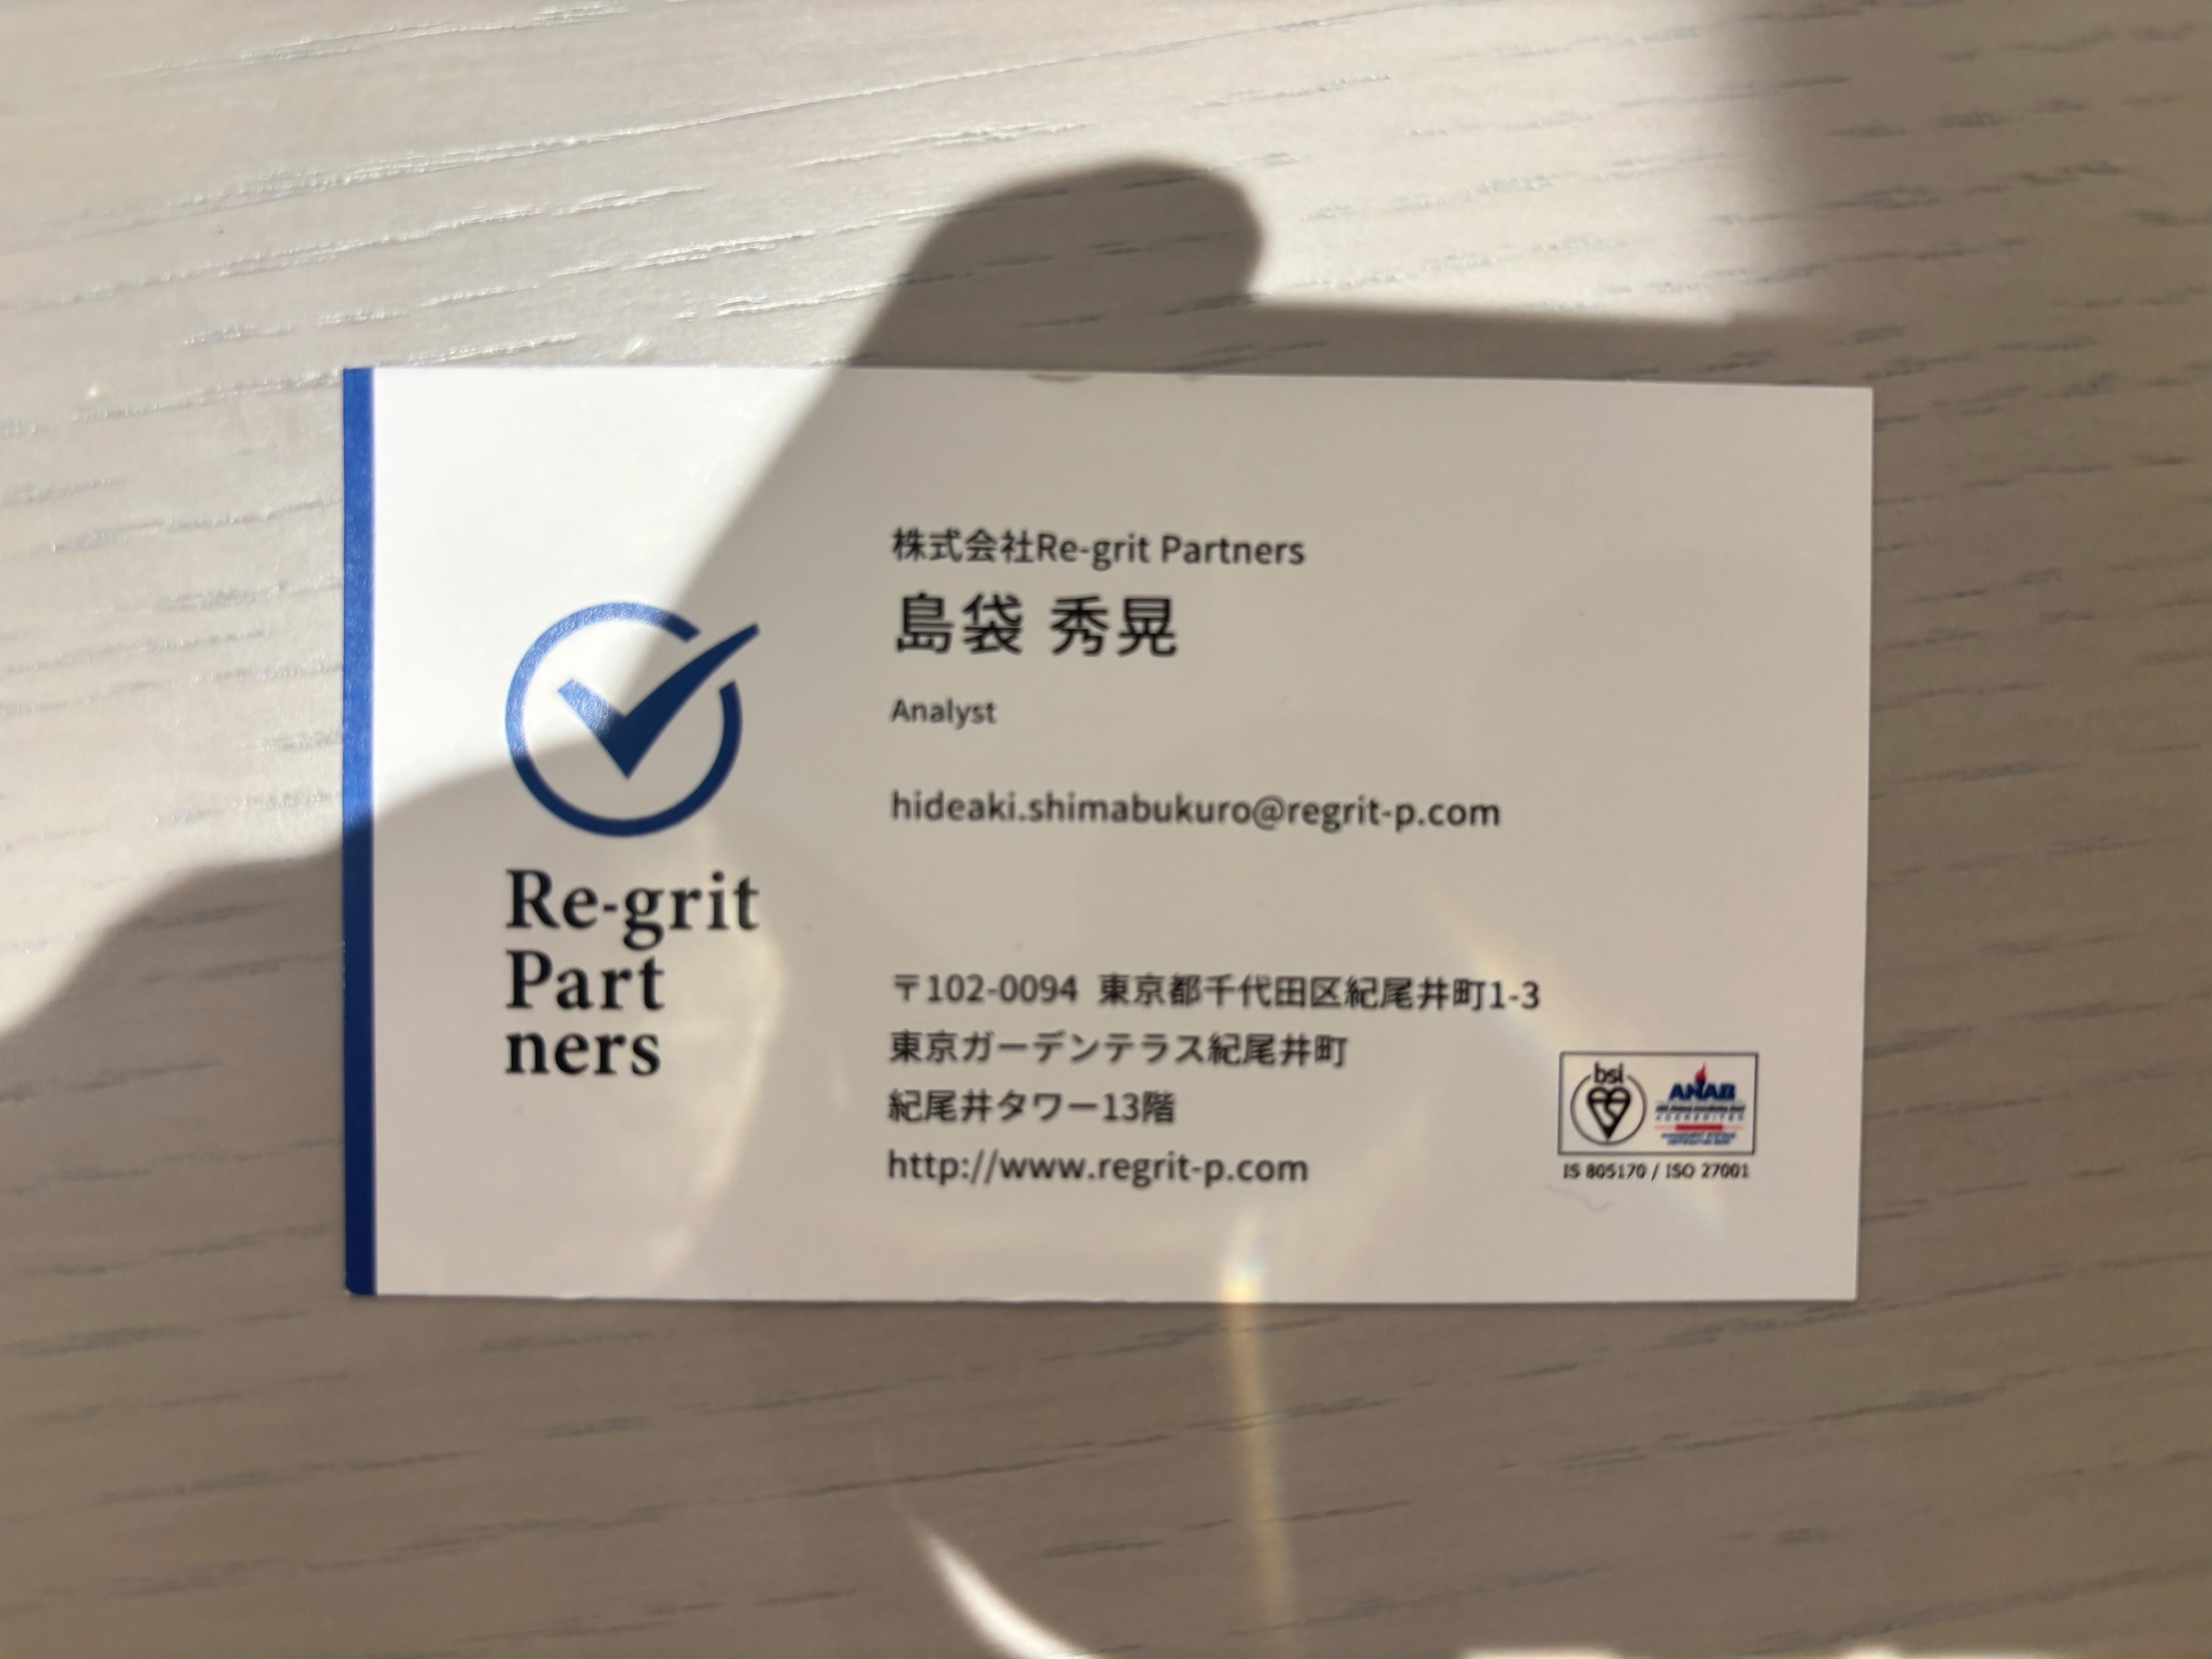 株式会社Re-grit Partners
島袋 秀晃
Analyst
hideaki.shimabukuro@regrit-p.com
Re-grit
Part
ners
〒102-0094 東京都千代田区紀尾井町1-3
東京ガーデンテラス紀尾井町
紀尾井タワー13階
http://www.regrit-p.com
bsi
ANAB
ACCREDITED
IS 805170 / ISO 27001